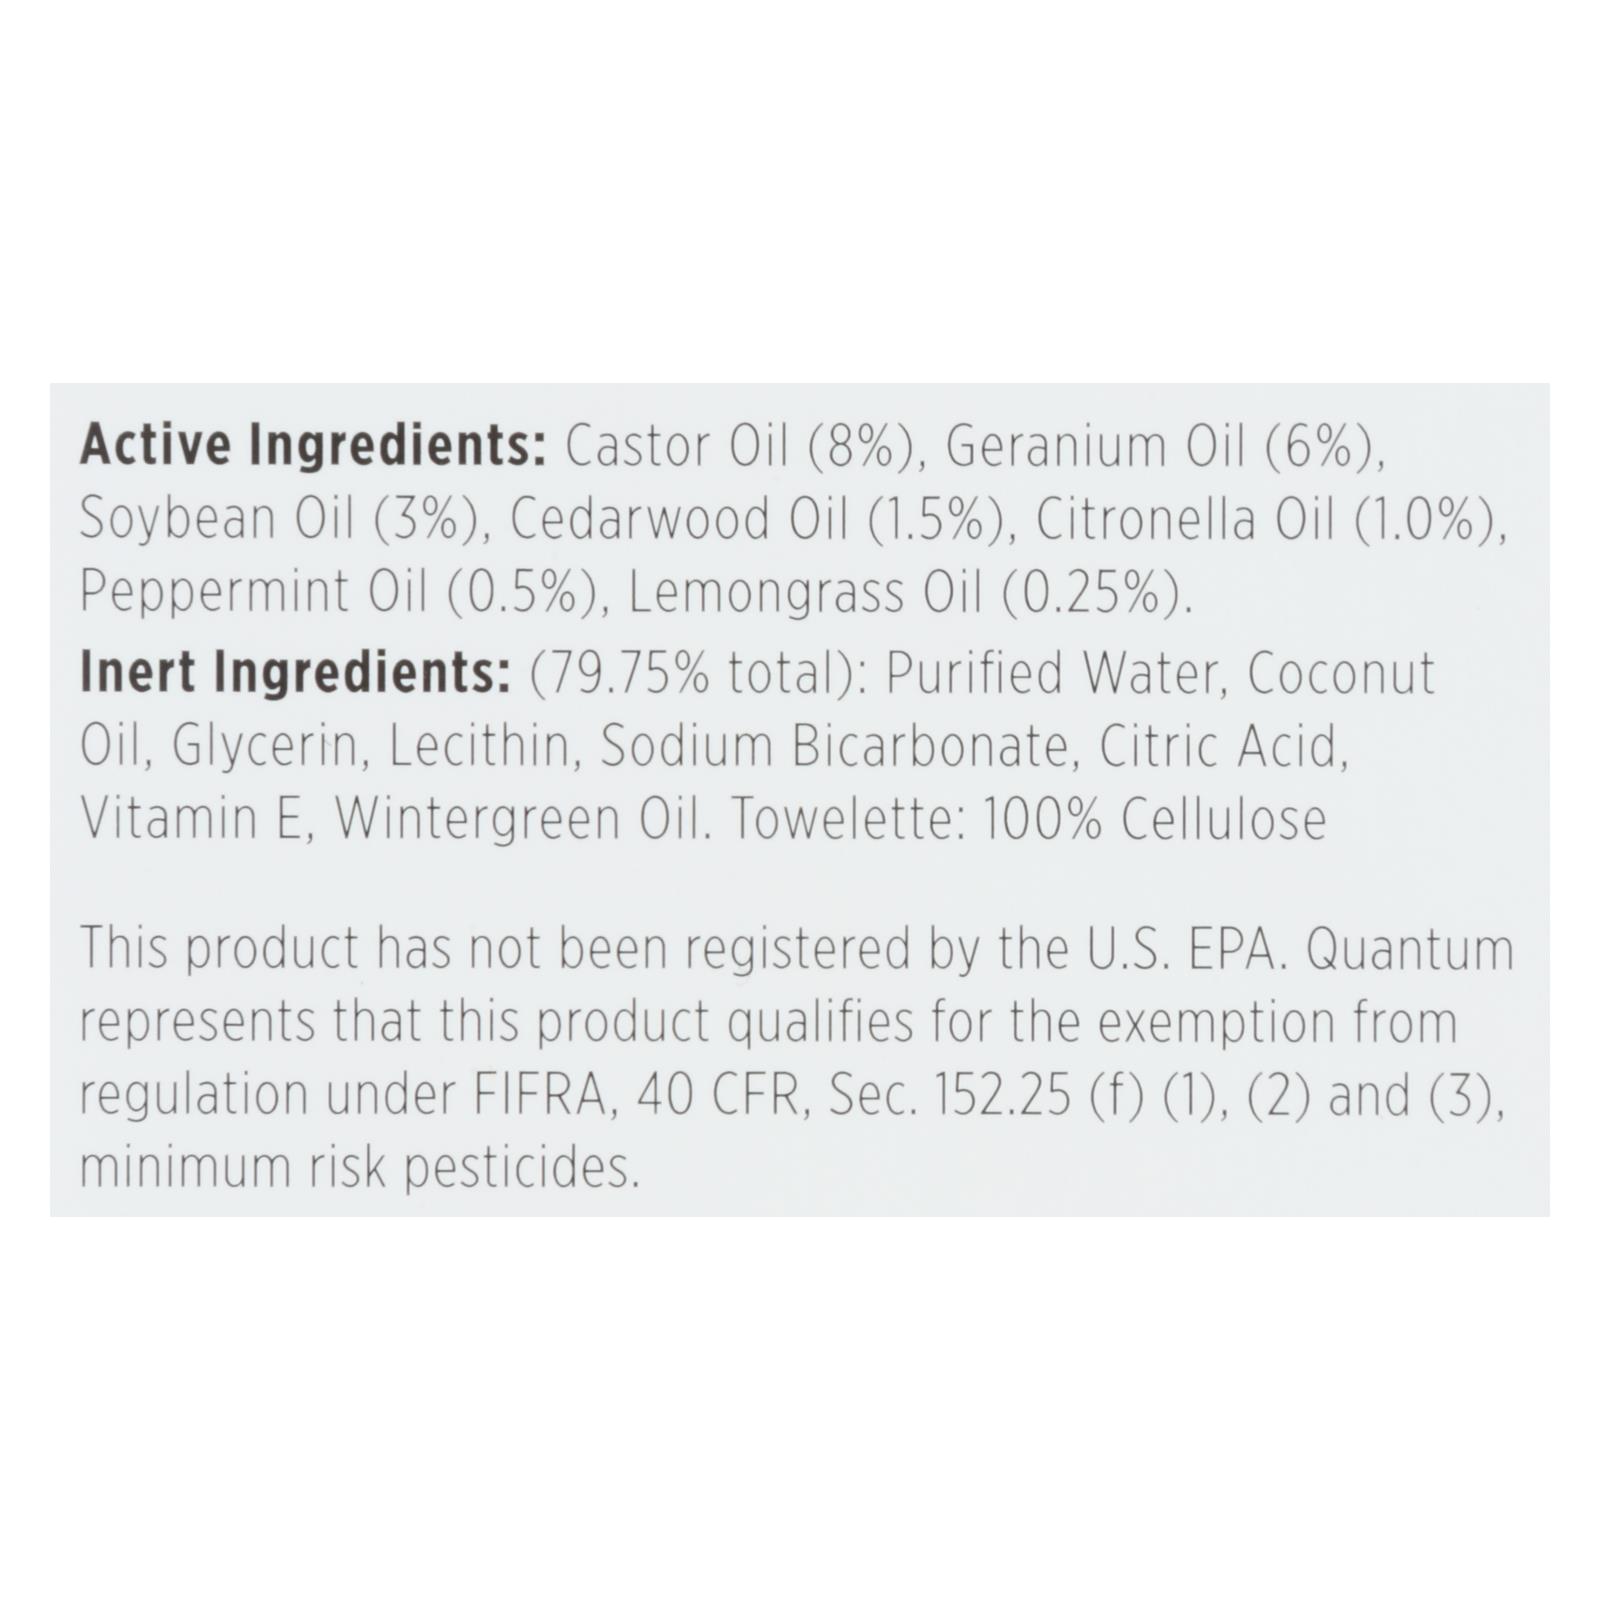 Active Ingredients: Castor Oil (8%), Geranium Oil (6%),
Soybean Oil (3%), Cedarwood Oil (1.5%), Citronella Oil (1.0%),
Peppermint Oil (0.5%), Lemongrass Oil (0.25%).
Inert Ingredients: (79.75% total): Purified Water, Coconut
Oil, Glycerin, Lecithin, Sodium Bicarbonate, Citric Acid,
Vitamin E, Wintergreen Oil. Towelette: 100% Cellulose
This product has not been registered by the U.S. EPA. Quantum
represents that this product qualifies for the exemption from
regulation under FIFRA, 40 CFR, Sec. 152.25 (f) (1), (2) and (3),
minimum risk pesticides.